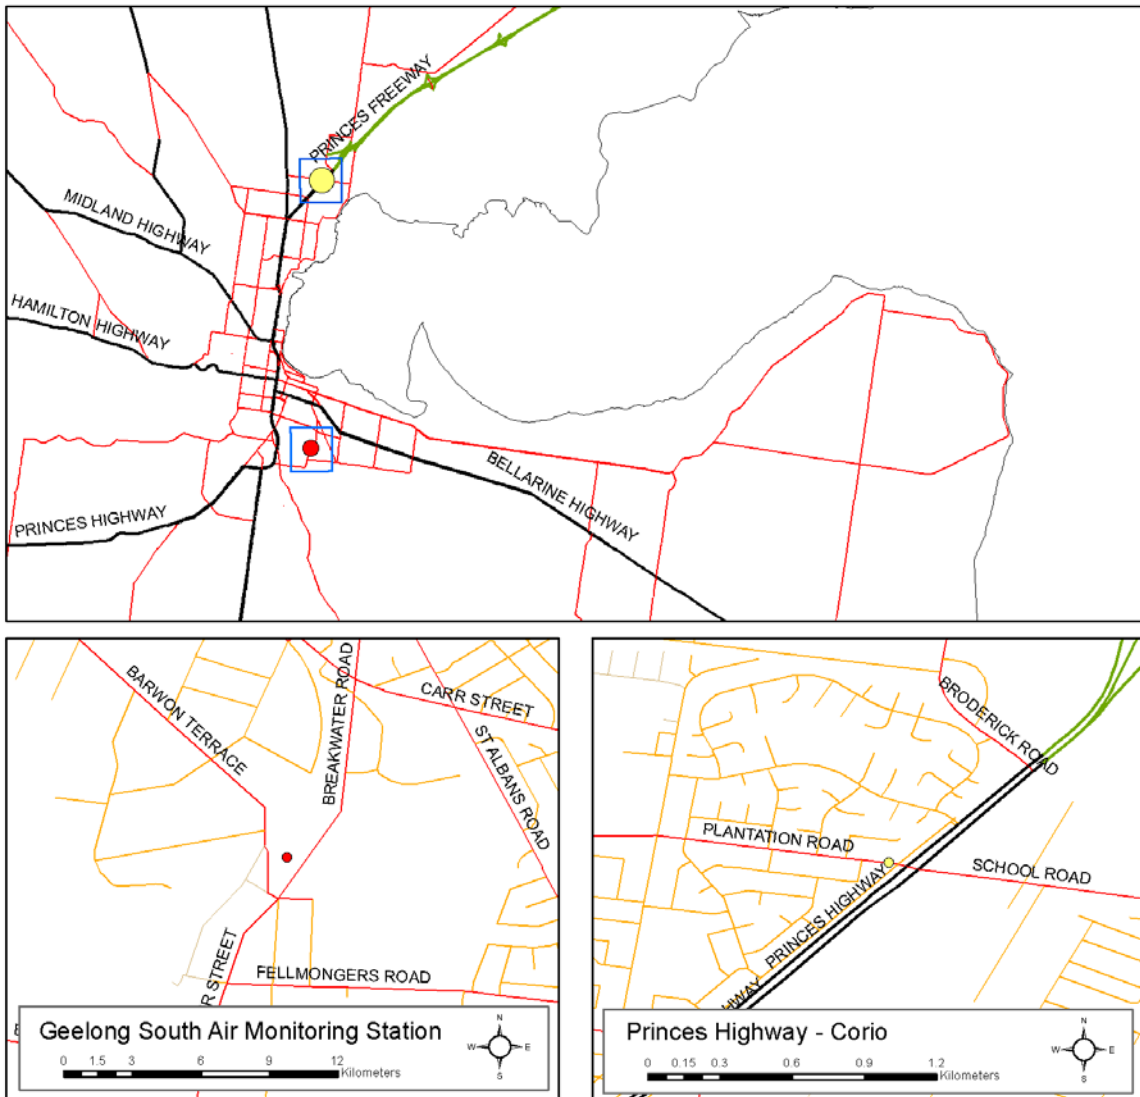 PRINCES FREEWAY
MIDLAND HIGHWAY
HAMILTON HIGHWAY
BELLARINE HIGHWAY
PRINCES HIGHWAY
BARWON TERRACE
BREAKWATER ROAD
CARR STREET
ST ALBANS ROAD
R STREET
FELLMONGERS ROAD
Geelong South Air Monitoring Station
N
W E
S
0 1.5 3 6 9 12
Kilometers
BRODERICK ROAD
PLANTATION ROAD
SCHOOL ROAD
PRINCES HIGHWAY
HWAY
Princes Highway - Corio
N
W E
S
0 0.15 0.3 0.6 0.9 1.2
Kilometers